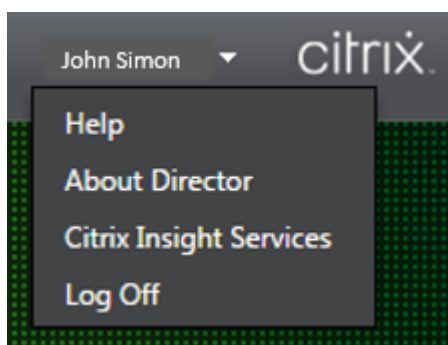 John Simon
citrix
Help
About Director
Citrix Insight Services
Log Off